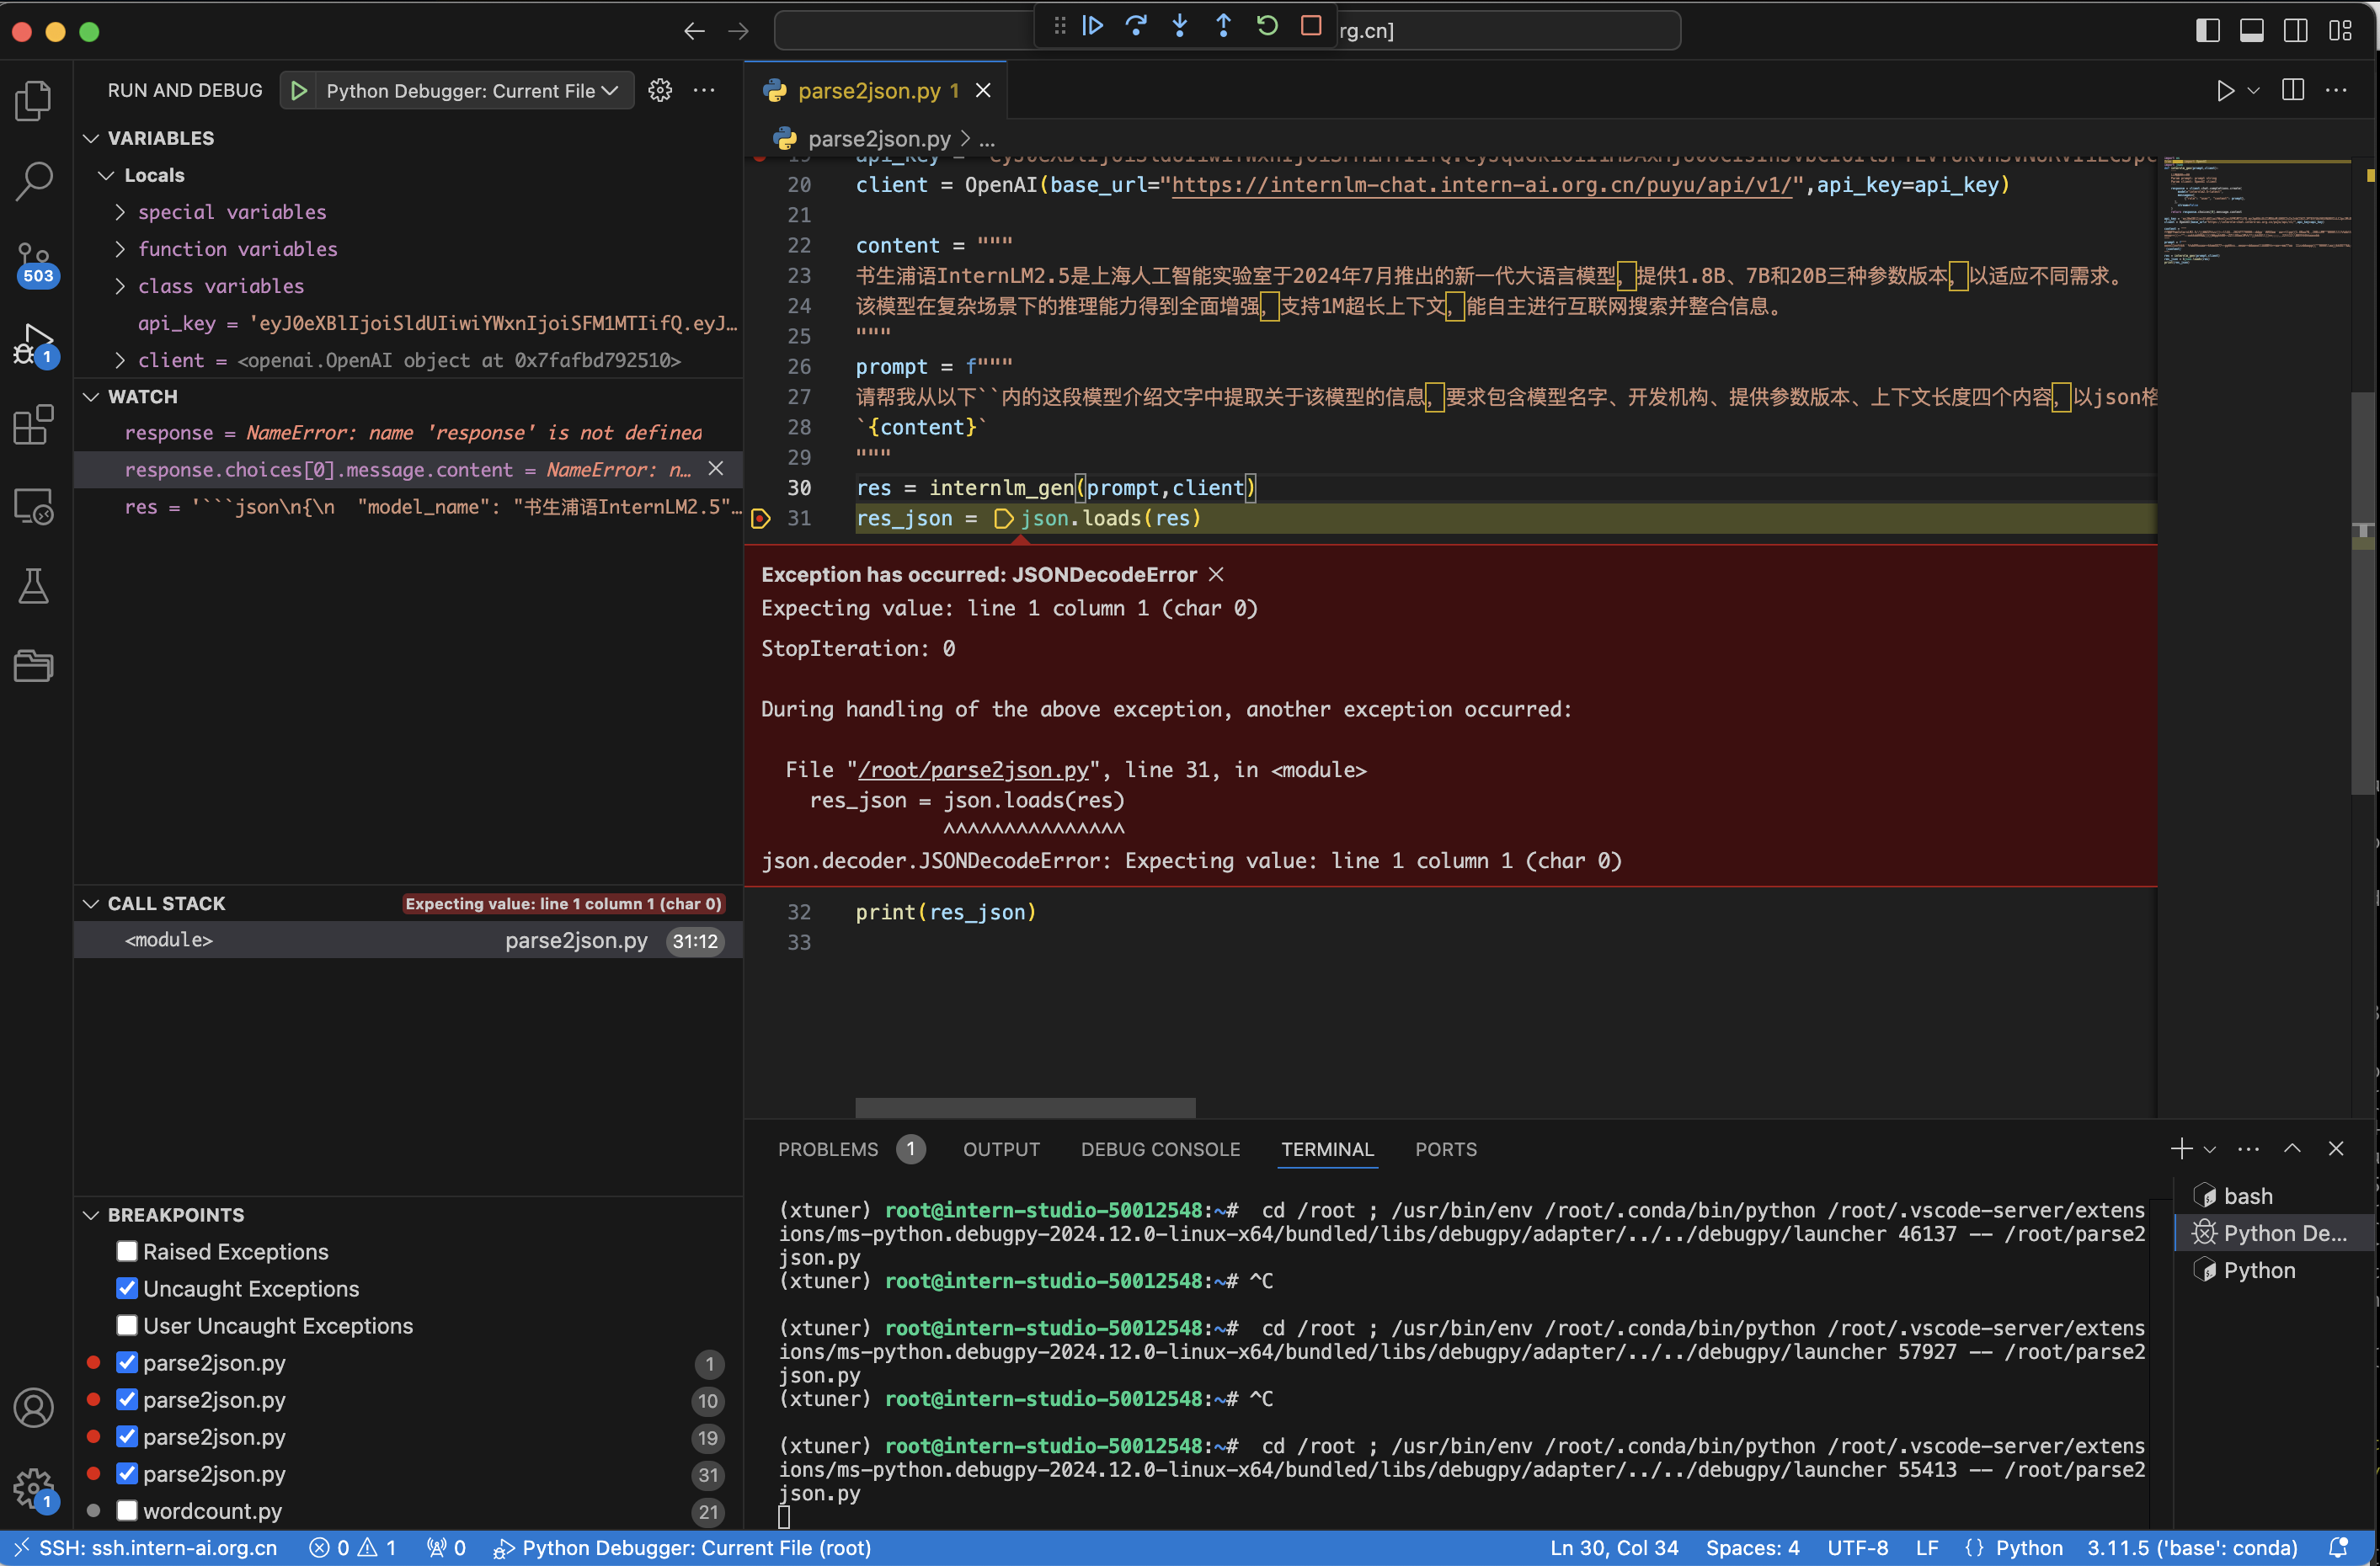 rg.cn]
RUN AND DEBUG
Python Debugger: Current File
parse2json.py 1
parse2json.py > ...
VARIABLES
Locals
special variables
function variables
class variables
api_key = 'eyJ0eXBlIjoiSldUIiwiYWxnIjoiSFM1MTIifQ.eyJ…
client = <openai.OpenAI object at 0x7fafbd792510>
WATCH
response = NameError: name 'response' is not defined
response.choices[0].message.content = NameError: n…
res = '```json\n{\n  "model_name": "书生浦语InternLM2.5"…
CALL STACK
Expecting value: line 1 column 1 (char 0)
<module>
parse2json.py 31:12
BREAKPOINTS
Raised Exceptions
Uncaught Exceptions
User Uncaught Exceptions
parse2json.py 1
parse2json.py 10
parse2json.py 19
parse2json.py 31
wordcount.py 21
503
1
1
20 client = OpenAI(base_url="https://internlm-chat.intern-ai.org.cn/puyu/api/v1/",api_key=api_key)
21
22 content = """
23 书生浦语InternLM2.5是上海人工智能实验室于2024年7月推出的新一代大语言模型，提供1.8B、7B和20B三种参数版本，以适应不同需求。
24 该模型在复杂场景下的推理能力得到全面增强，支持1M超长上下文，能自主进行互联网搜索并整合信息。
25 """
26 prompt = f"""
27 请帮我从以下``内的这段模型介绍文字中提取关于该模型的信息，要求包含模型名字、开发机构、提供参数版本、上下文长度四个内容，以json格
28 `{content}`
29 """
30 res = internlm_gen(prompt,client)
31 res_json = json.loads(res)
Exception has occurred: JSONDecodeError
Expecting value: line 1 column 1 (char 0)
StopIteration: 0
During handling of the above exception, another exception occurred:
File "/root/parse2json.py", line 31, in <module>
res_json = json.loads(res)
^^^^^^^^^^^^^^^
json.decoder.JSONDecodeError: Expecting value: line 1 column 1 (char 0)
32 print(res_json)
33
PROBLEMS 1 OUTPUT DEBUG CONSOLE TERMINAL PORTS
(xtuner) root@intern-studio-50012548:~#  cd /root ; /usr/bin/env /root/.conda/bin/python /root/.vscode-server/extens
ions/ms-python.debugpy-2024.12.0-linux-x64/bundled/libs/debugpy/adapter/../../debugpy/launcher 46137 -- /root/parse2
json.py
(xtuner) root@intern-studio-50012548:~# ^C
(xtuner) root@intern-studio-50012548:~#  cd /root ; /usr/bin/env /root/.conda/bin/python /root/.vscode-server/extens
ions/ms-python.debugpy-2024.12.0-linux-x64/bundled/libs/debugpy/adapter/../../debugpy/launcher 57927 -- /root/parse2
json.py
(xtuner) root@intern-studio-50012548:~# ^C
(xtuner) root@intern-studio-50012548:~#  cd /root ; /usr/bin/env /root/.conda/bin/python /root/.vscode-server/extens
ions/ms-python.debugpy-2024.12.0-linux-x64/bundled/libs/debugpy/adapter/../../debugpy/launcher 55413 -- /root/parse2
json.py
bash
Python De…
Python
SSH: ssh.intern-ai.org.cn 0 1 0 Python Debugger: Current File (root) Ln 30, Col 34 Spaces: 4 UTF-8 LF {} Python 3.11.5 ('base': conda)